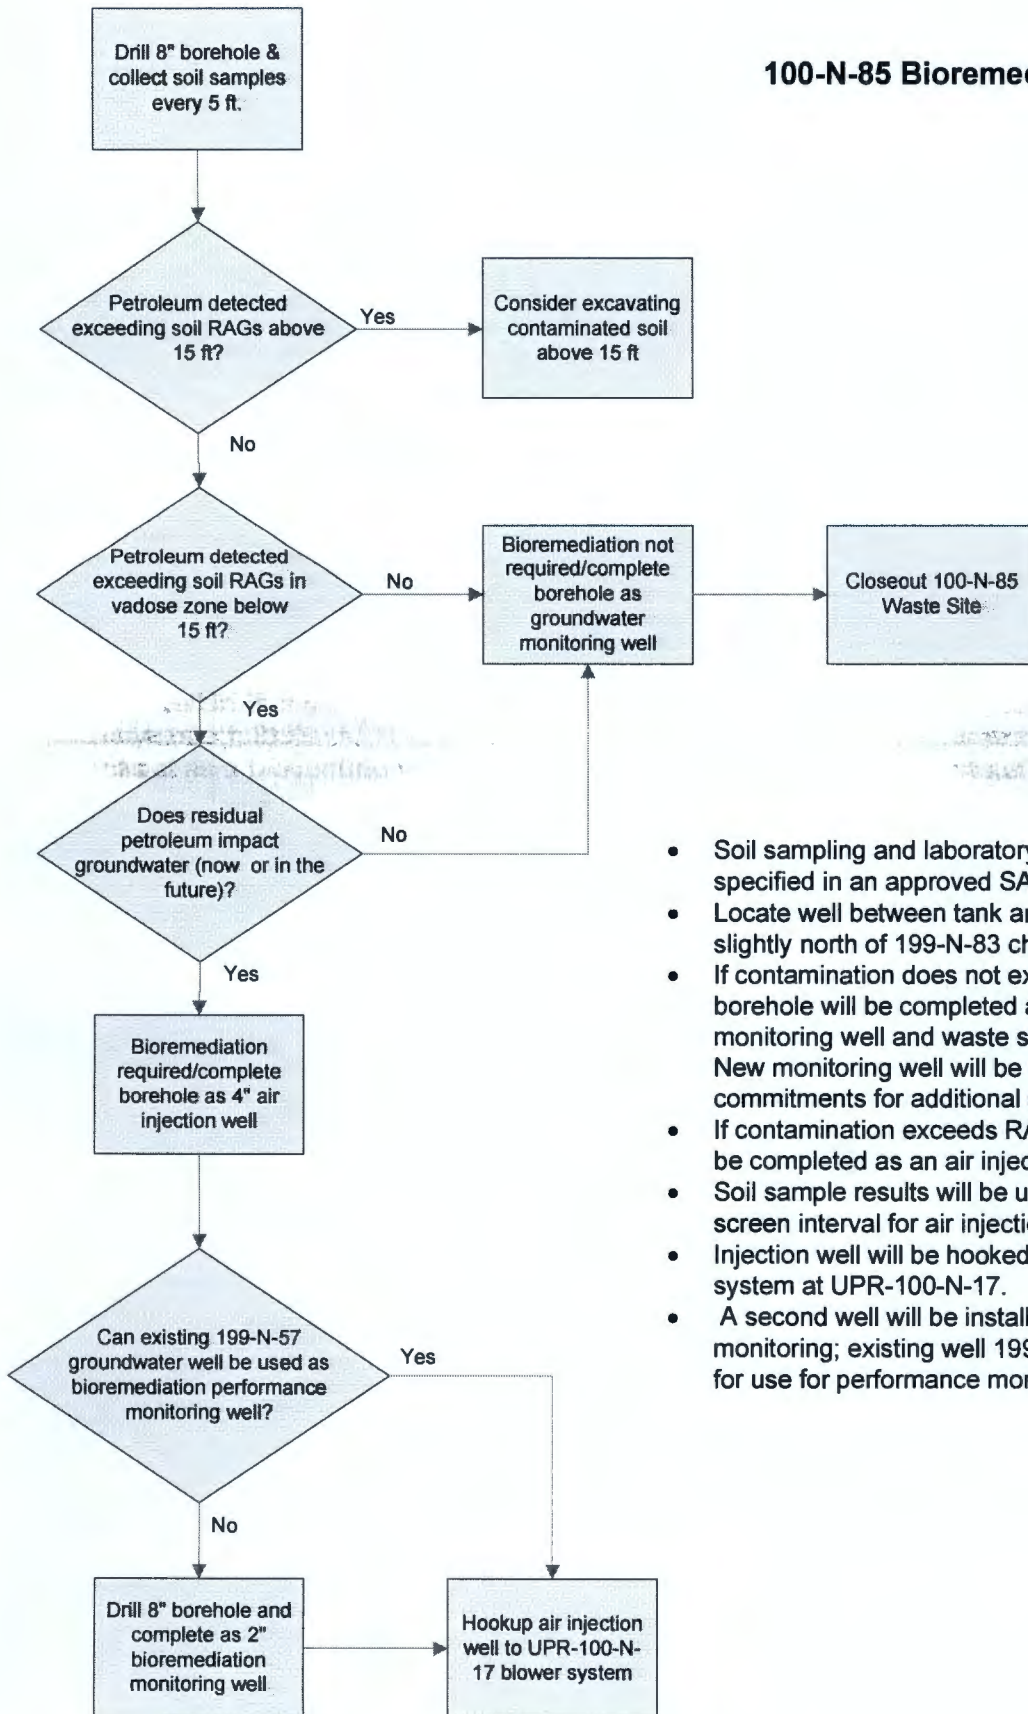 100-N-85 Bioreme
Drill 8" borehole &
collect soil samples
every 5 ft.
Petroleum detected
exceeding soil RAGs above
15 ft?
Yes
Consider excavating
contaminated soil
above 15 ft
No
Petroleum detected
exceeding soil RAGs in
vadose zone below
15 ft?
No
Bioremediation not
required/complete
borehole as
groundwater
monitoring well
Closeout 100-N-85
Waste Site
Yes
Does residual
petroleum impact
groundwater (now or in the
future)?
No
Yes
Bioremediation
required/complete
borehole as 4" air
injection well
Can existing 199-N-57
groundwater well be used as
bioremediation performance
monitoring well?
Yes
No
Drill 8" borehole and
complete as 2"
bioremediation
monitoring well
Hookup air injection
well to UPR-100-N-
17 blower system
• Soil sampling and laborator
specified in an approved SA
• Locate well between tank a
slightly north of 199-N-83 c
• If contamination does not e
borehole will be completed a
monitoring well and waste s
New monitoring well will be
commitments for additional
• If contamination exceeds RA
be completed as an air injec
• Soil sample results will be u
screen interval for air injecti
• Injection well will be hooked
system at UPR-100-N-17.
• A second well will be instal
monitoring; existing well 199
for use for performance mo